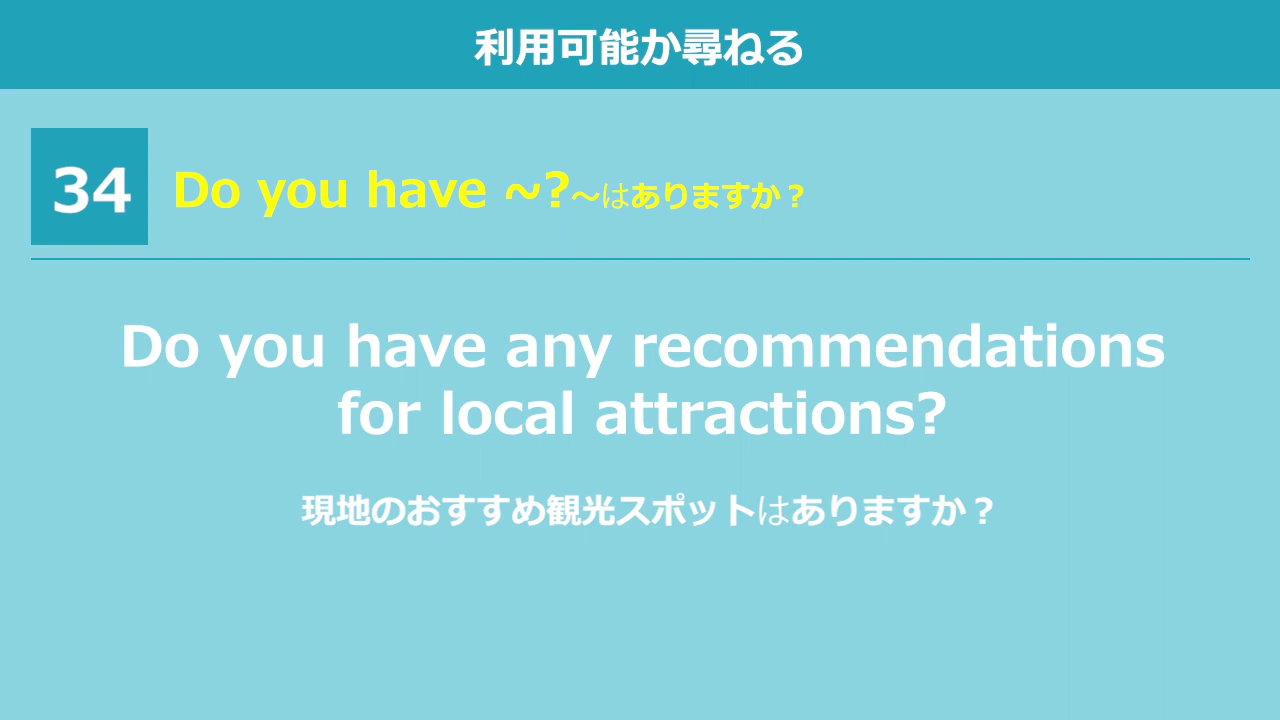 利用可能か尋ねる
34
Do you have ~?～はありますか？
Do you have any recommendations
for local attractions?
現地のおすすめ観光スポットはありますか？